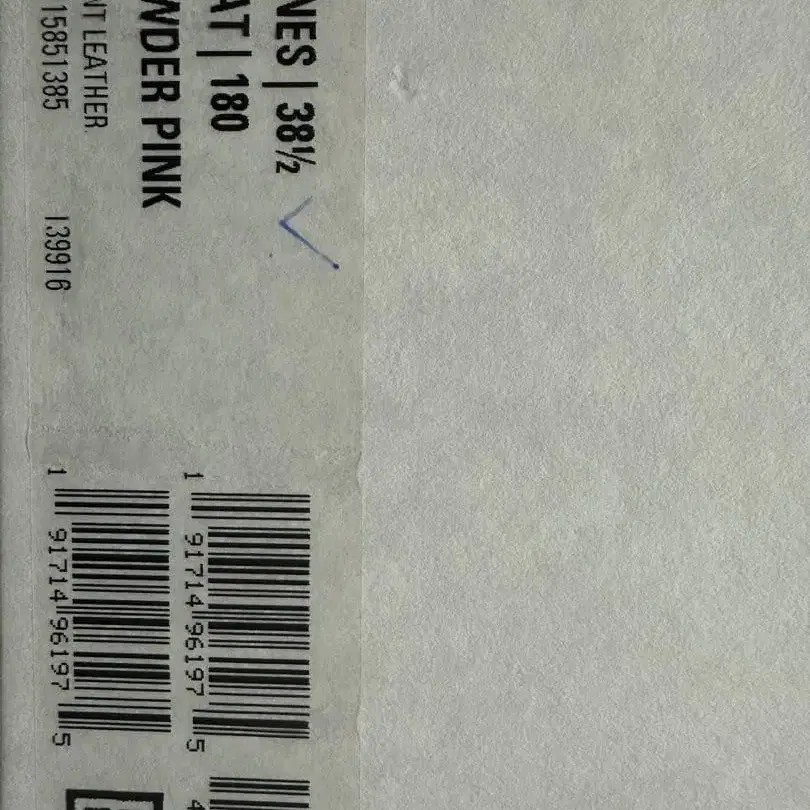 NES | 38½
AT | 180
WDER PINK
NT LEATHER
15851385 139916
1 91714 96197 5
1 91714 96197 5
4